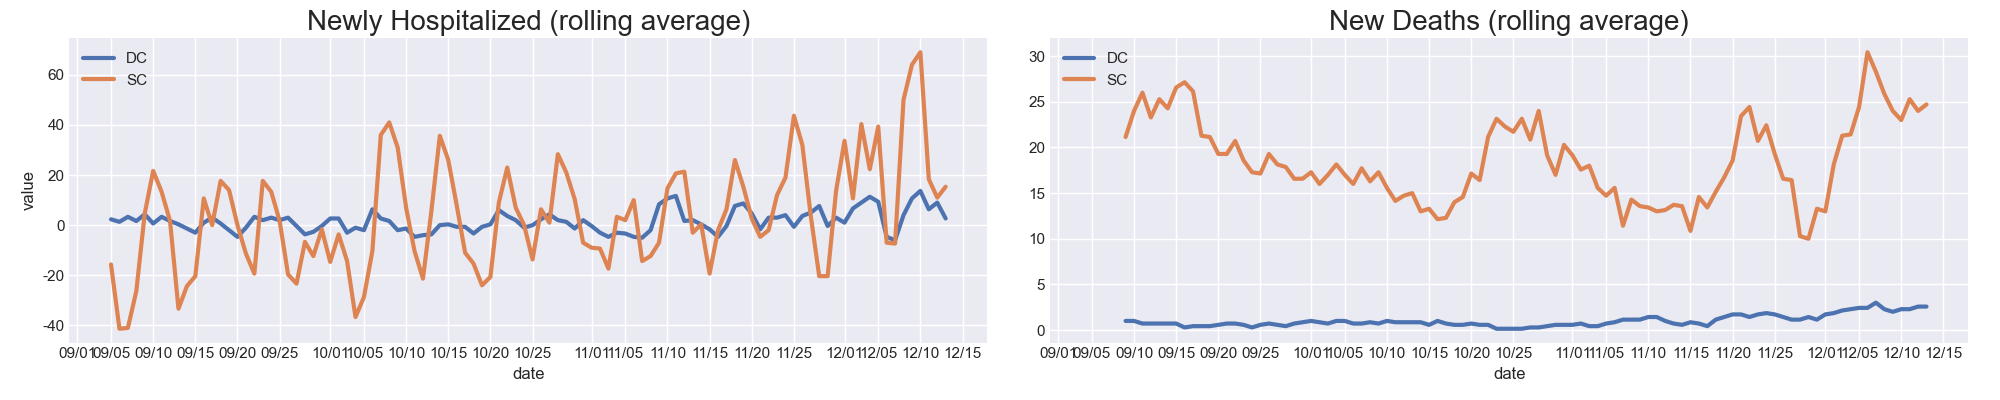 Newly Hospitalized (rolling average)
DC
SC
value
60
40
20
0
-20
-40
09/01 09/05 09/10 09/15 09/20 09/25 10/01 10/05 10/10 10/15 10/20 10/25 11/01 11/05 11/10 11/15 11/20 11/25 12/01 12/05 12/10 12/15
date
New Deaths (rolling average)
DC
SC
30
25
20
15
10
5
0
09/01 09/05 09/10 09/15 09/20 09/25 10/01 10/05 10/10 10/15 10/20 10/25 11/01 11/05 11/10 11/15 11/20 11/25 12/01 12/05 12/10 12/15
date